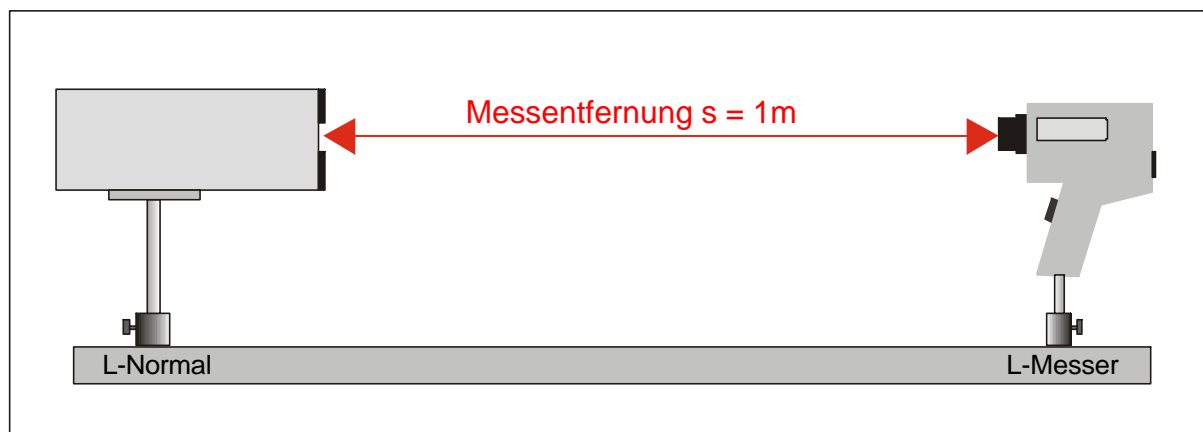 Messentfernung s = 1m
L-Normal
L-Messer